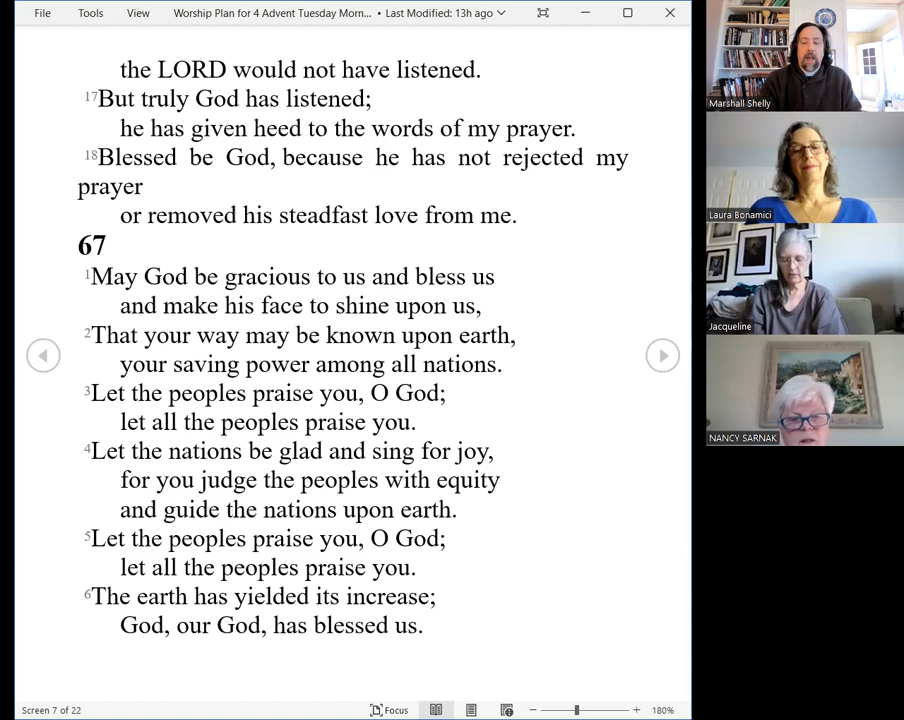 File Tools View Worship Plan for 4 Advent Tuesday Morn... • Last Modified: 13h ago
the LORD would not have listened.
17But truly God has listened;
he has given heed to the words of my prayer.
18Blessed be God, because he has not rejected my
prayer
or removed his steadfast love from me.
67
1May God be gracious to us and bless us
and make his face to shine upon us,
2That your way may be known upon earth,
your saving power among all nations.
3Let the peoples praise you, O God;
let all the peoples praise you.
4Let the nations be glad and sing for joy,
for you judge the peoples with equity
and guide the nations upon earth.
5Let the peoples praise you, O God;
let all the peoples praise you.
6The earth has yielded its increase;
God, our God, has blessed us.
Screen 7 of 22 Focus 180%
Marshall Shelly
Laura Bonamici
Jacqueline
NANCY SARNAK